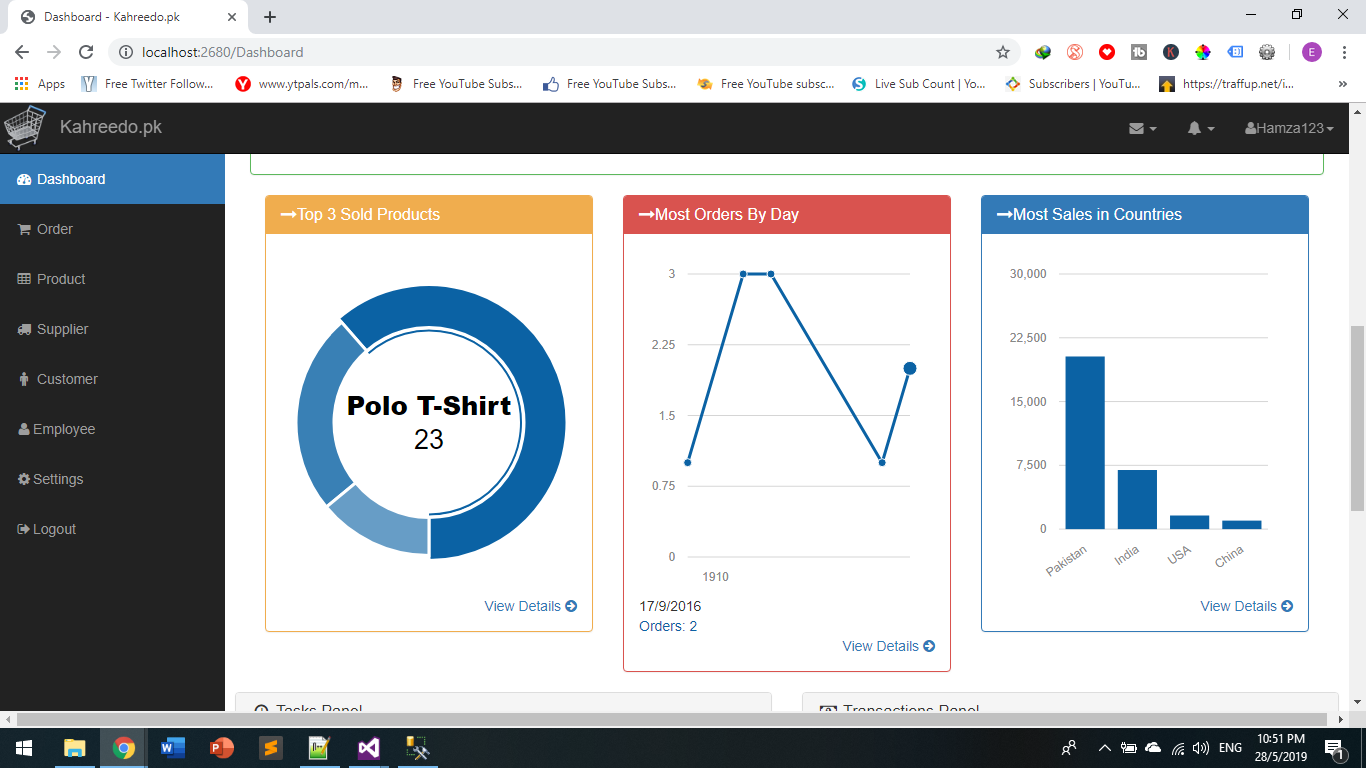 Dashboard - Kahreedo.pk
localhost:2680/Dashboard
E
Apps
Free Twitter Follow...
www.ytpals.com/m...
Free YouTube Subs...
Free YouTube Subs...
Free YouTube subsc...
Live Sub Count | Yo...
Subscribers | YouTu...
https://traffup.net/i...
Kahreedo.pk
Hamza123
Dashboard
Order
Product
Supplier
Customer
Employee
Settings
Logout
Top 3 Sold Products
Polo T-Shirt
23
View Details
Most Orders By Day
3
2.25
1.5
0.75
0
1910
17/9/2016
Orders: 2
View Details
Most Sales in Countries
30,000
22,500
15,000
7,500
0
Pakistan
India
USA
China
View Details
Tasks Panel
Transactions Panel
ENG
10:51 PM
28/5/2019
1